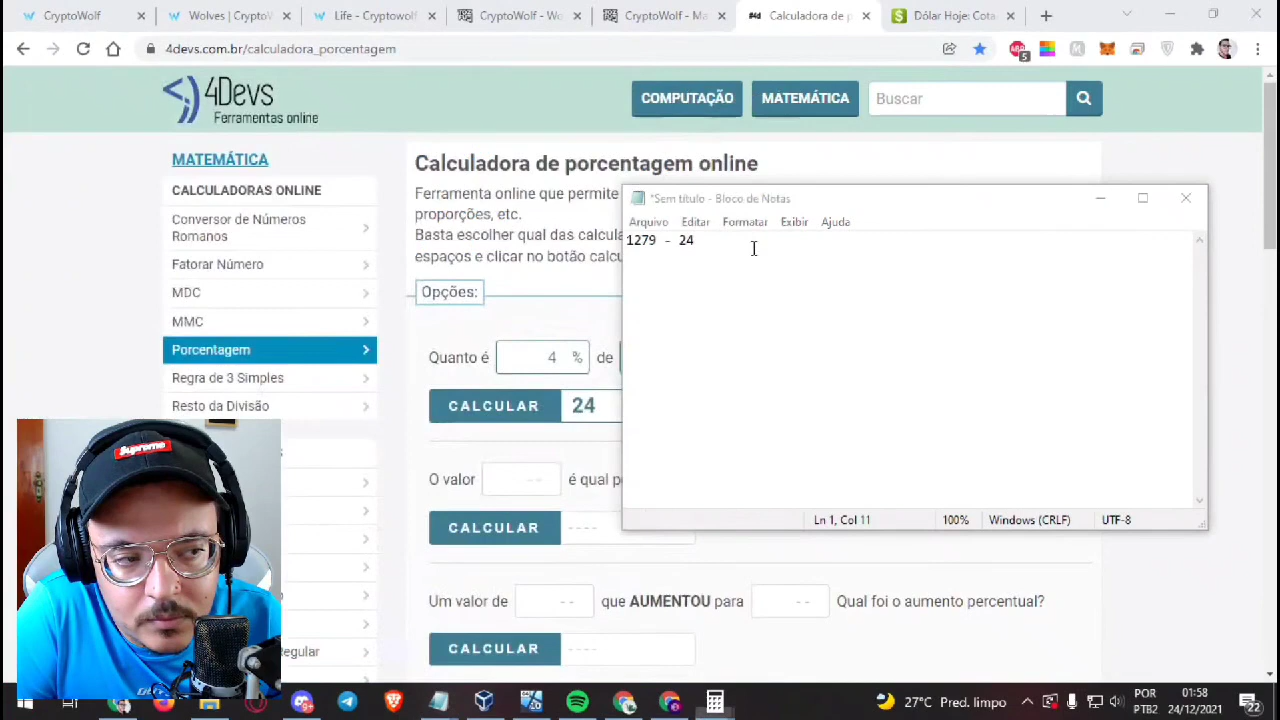 CryptoWolf
Wolves | CryptoV
Life - Cryptowolf
CryptoWolf - Wo
CryptoWolf - Ma
#4d Calculadora de p
Dólar Hoje: Cota
4devs.com.br/calculadora_porcentagem
5
4Devs
Ferramentas online
COMPUTAÇÃO
MATEMÁTICA
Buscar
MATEMÁTICA
CALCULADORAS ONLINE
Conversor de Números
Romanos
Fatorar Número
MDC
MMC
Porcentagem
Regra de 3 Simples
Resto da Divisão
egular
Calculadora de porcentagem online
Ferramenta online que permite
proporções, etc.
Basta escolher qual das calcula
espaços e clicar no botão calcu
Opções:
Quanto é 4 % de
CALCULAR 24
O valor -- é qual p
CALCULAR ----
Um valor de -- que AUMENTOU para -- Qual foi o aumento percentual?
CALCULAR ----
*Sem título - Bloco de Notas
Arquivo Editar Formatar Exibir Ajuda
1279 - 24
Ln 1, Col 11 100% Windows (CRLF) UTF-8
Supreme
27°C Pred. limpo
POR
PTB2
01:58
24/12/2021
22